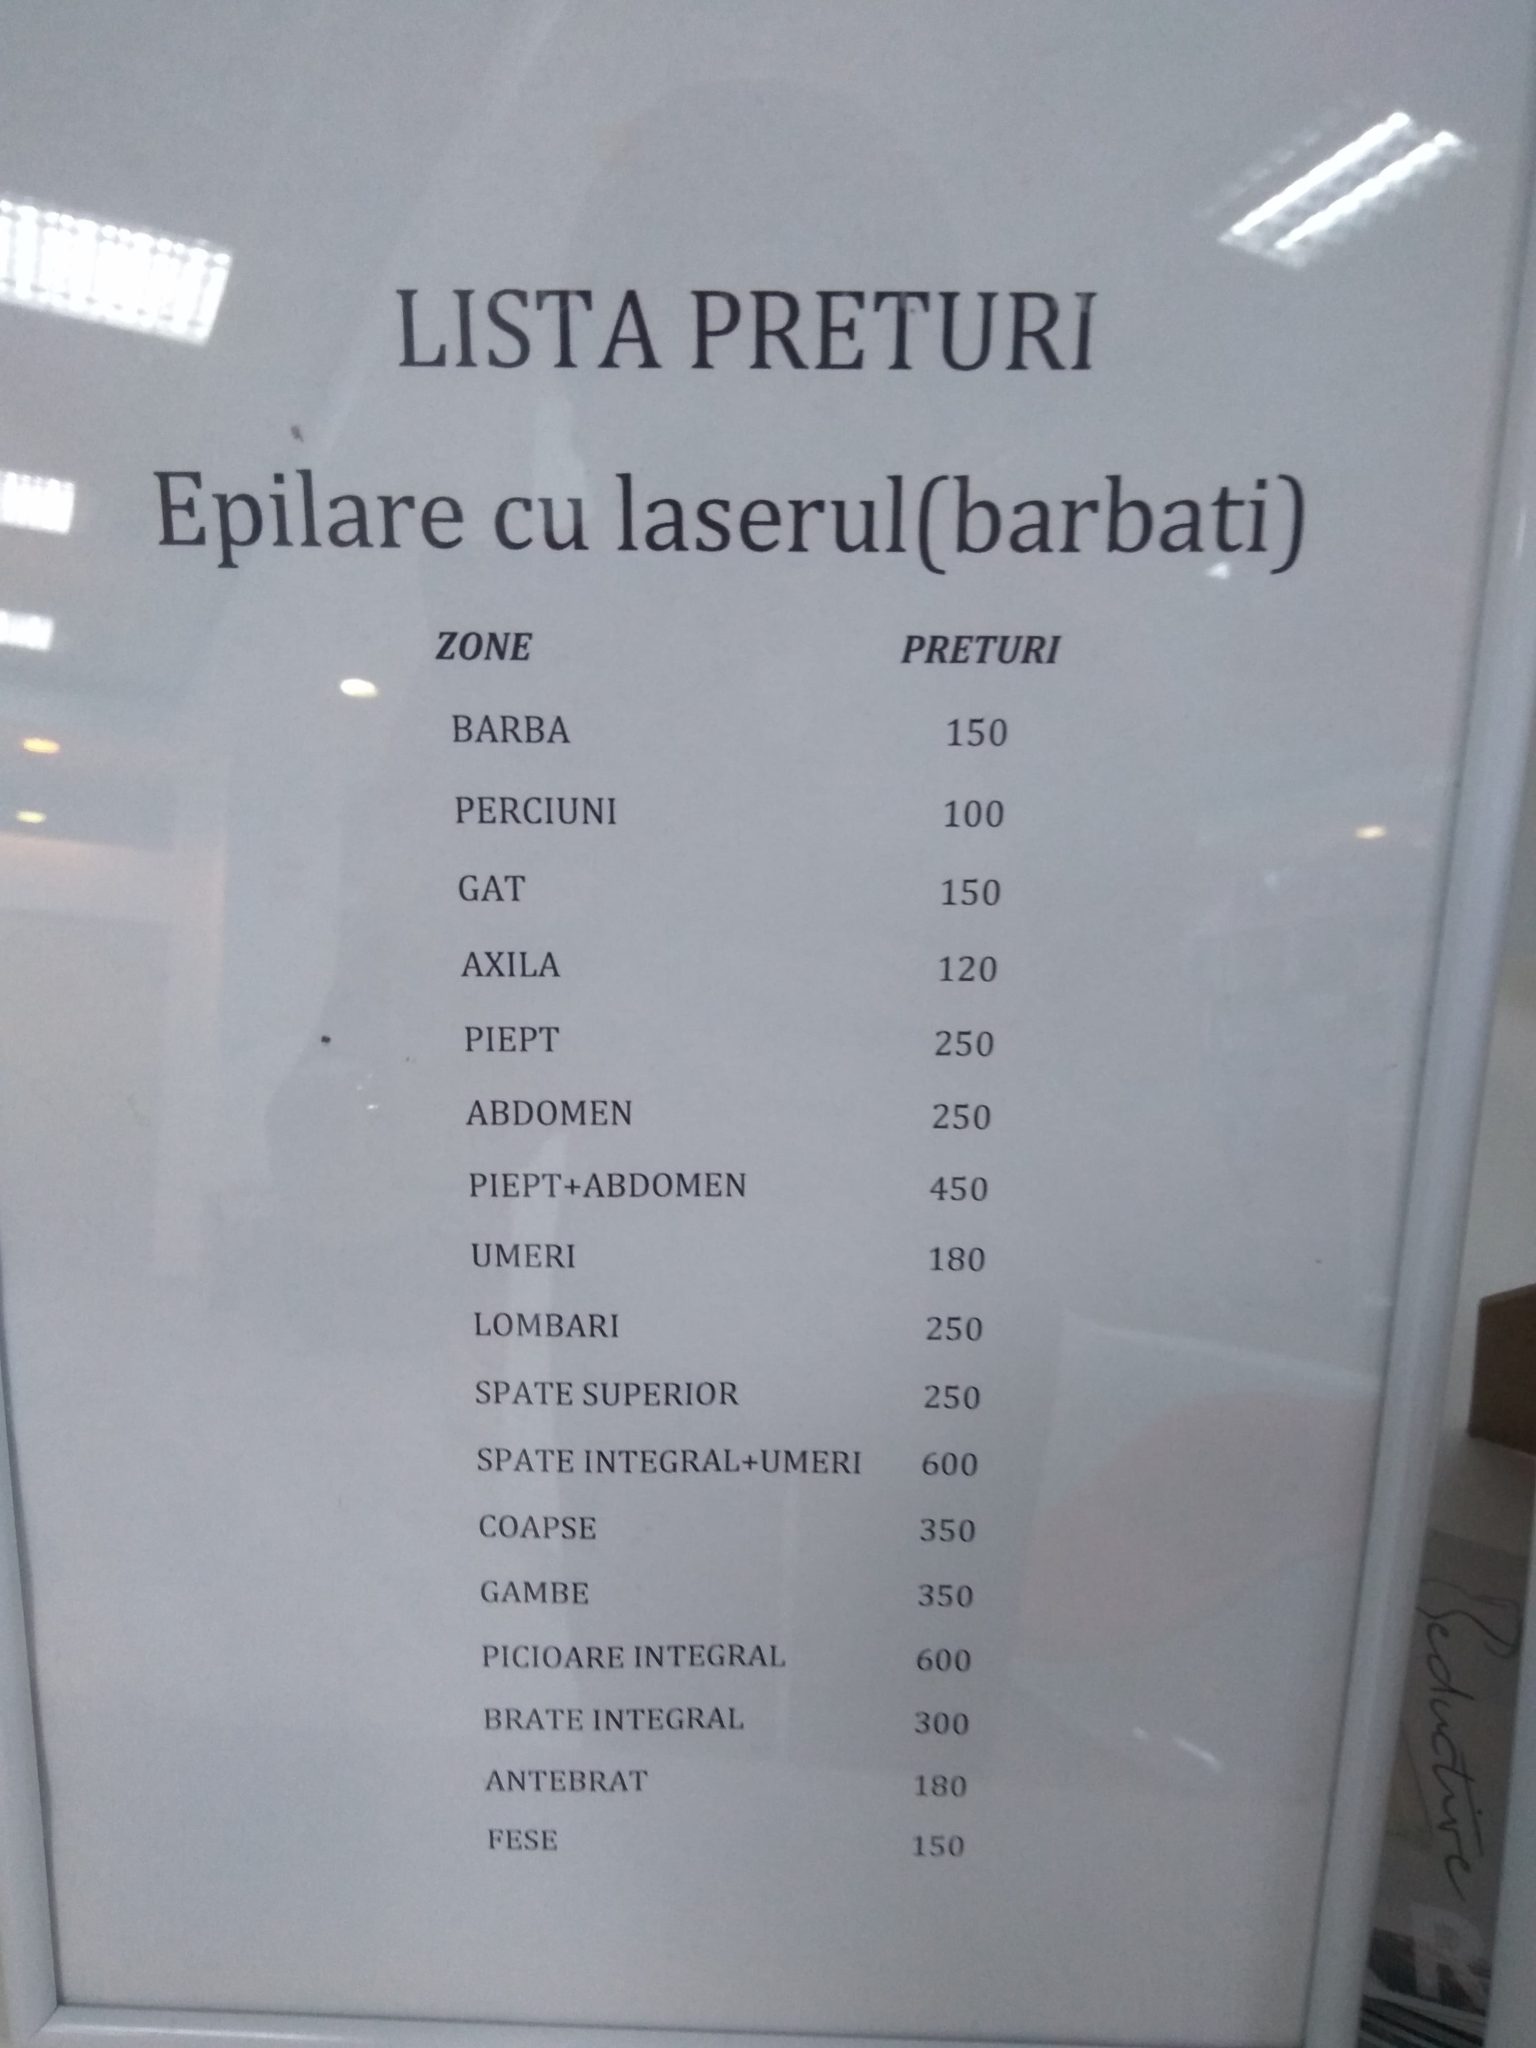 LISTA PRETURI
Epilare cu laserul(barbati)
ZONE PRETURI
BARBA 150
PERCIUNI 100
GAT 150
AXILA 120
PIEPT 250
ABDOMEN 250
PIEPT+ABDOMEN 450
UMERI 180
LOMBARI 250
SPATE SUPERIOR 250
SPATE INTEGRAL+UMERI 600
COAPSE 350
GAMBE 350
PICIOARE INTEGRAL 600
BRATE INTEGRAL 300
ANTEBRAT 180
FESE 150